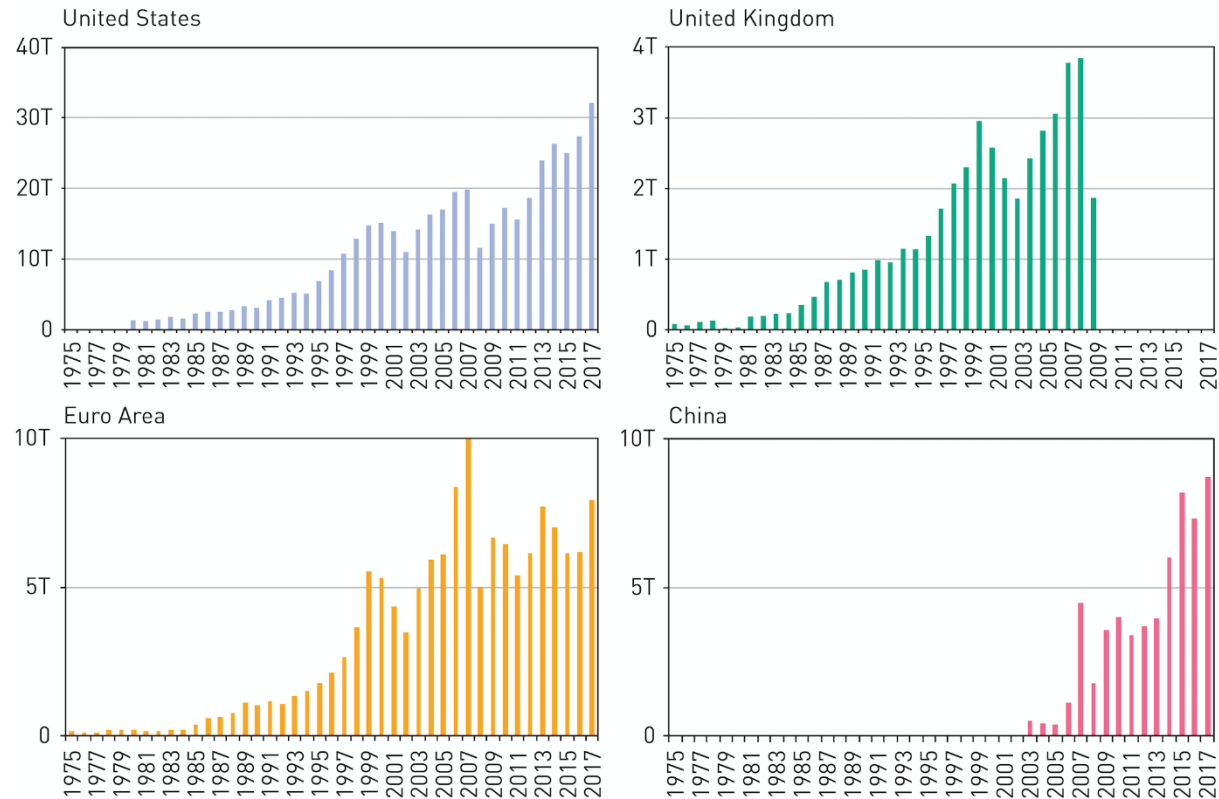 United States
40T
30T
20T
10T
0
1975 1977 1979 1981 1983 1985 1987 1989 1991 1993 1995 1997 1999 2001 2003 2005 2007 2009 2011 2013 2015 2017
United Kingdom
4T
3T
2T
1T
0
1975 1977 1979 1981 1983 1985 1987 1989 1991 1993 1995 1997 1999 2001 2003 2005 2007 2009 2011 2013 2015 2017
Euro Area
10T
5T
0
1975 1977 1979 1981 1983 1985 1987 1989 1991 1993 1995 1997 1999 2001 2003 2005 2007 2009 2011 2013 2015 2017
China
10T
5T
0
1975 1977 1979 1981 1983 1985 1987 1989 1991 1993 1995 1997 1999 2001 2003 2005 2007 2009 2011 2013 2015 2017